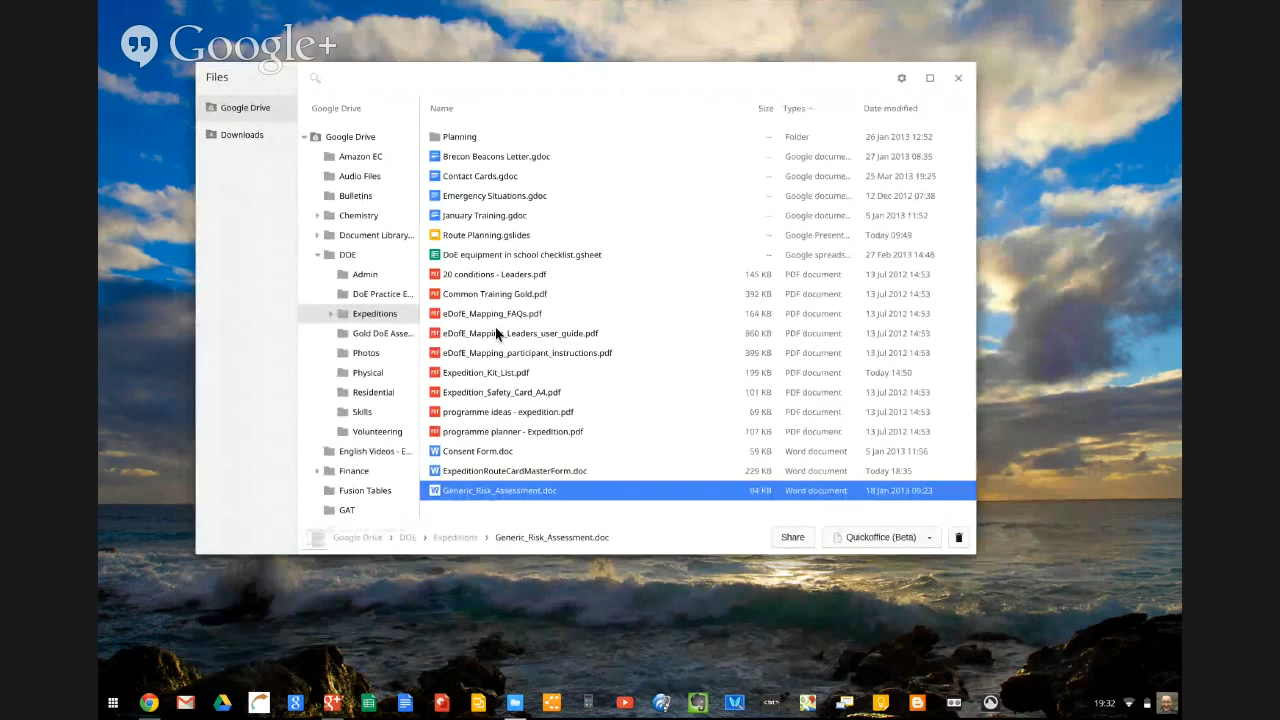 Google+
Files
Google Drive
Downloads
Google Drive
Google Drive
Amazon EC
Audio Files
Bulletins
Chemistry
Document Library...
DOE
Admin
DoE Practice E...
Expeditions
Gold DoE Asse...
Photos
Physical
Residential
Skills
Volunteering
English Videos - E...
Finance
Fusion Tables
GAT
Name Size Types Date modified
Planning -- Folder 26 Jan 2013 12:52
Brecon Beacons Letter.gdoc -- Google docume... 27 Jan 2013 08:35
Contact Cards.gdoc -- Google docume... 25 Mar 2013 19:25
Emergency Situations.gdoc -- Google docume... 12 Dec 2012 07:38
January Training.gdoc -- Google docume... 5 Jan 2013 11:52
Route Planning.gslides -- Google Present... Today 09:49
DoE equipment in school checklist.gsheet -- Google spreads... 27 Feb 2013 14:48
20 conditions - Leaders.pdf 145 KB PDF document 13 Jul 2012 14:53
Common Training Gold.pdf 392 KB PDF document 13 Jul 2012 14:53
eDofE_Mapping_FAQs.pdf 164 KB PDF document 13 Jul 2012 14:53
eDofE_Mapping_Leaders_user_guide.pdf 860 KB PDF document 13 Jul 2012 14:53
eDofE_Mapping_participant_instructions.pdf 399 KB PDF document 13 Jul 2012 14:53
Expedition_Kit_List.pdf 199 KB PDF document Today 14:50
Expedition_Safety_Card_A4.pdf 101 KB PDF document 13 Jul 2012 14:53
programme ideas - expedition.pdf 69 KB PDF document 13 Jul 2012 14:53
programme planner - Expedition.pdf 107 KB PDF document 13 Jul 2012 14:53
Consent Form.doc 59 KB Word document 5 Jan 2013 11:56
ExpeditionRouteCardMasterForm.doc 229 KB Word document Today 18:35
Generic_Risk_Assessment.doc 94 KB Word document 18 Jan 2013 09:23
Google Drive > DOE > Expeditions > Generic_Risk_Assessment.doc
Share
Quickoffice (Beta)
19:32